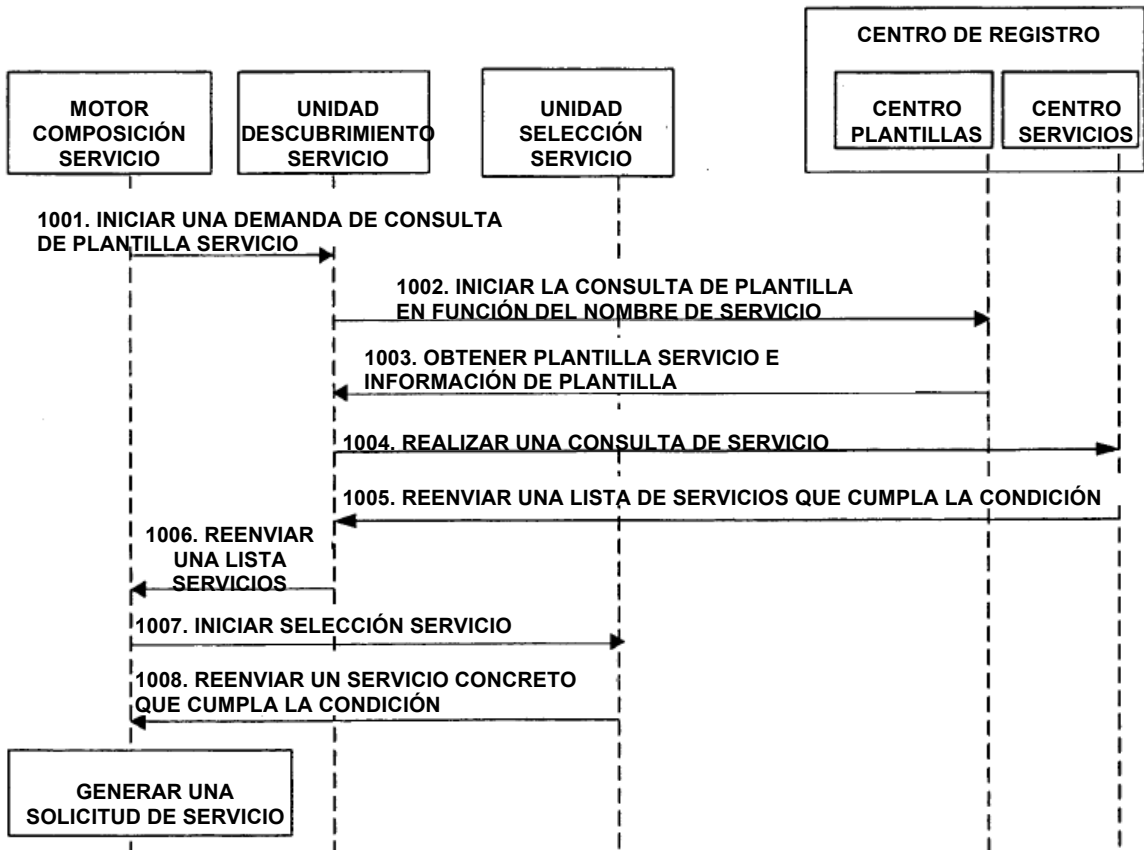 CENTRO DE REGISTRO
MOTOR
COMPOSICIÓN
SERVICIO
UNIDAD
DESCUBRIMIENTO
SERVICIO
UNIDAD
SELECCIÓN
SERVICIO
CENTRO
PLANTILLAS
CENTRO
SERVICIOS
1001. INICIAR UNA DEMANDA DE CONSULTA
DE PLANTILLA SERVICIO
1002. INICIAR LA CONSULTA DE PLANTILLA
EN FUNCIÓN DEL NOMBRE DE SERVICIO
1003. OBTENER PLANTILLA SERVICIO E
INFORMACIÓN DE PLANTILLA
1004. REALIZAR UNA CONSULTA DE SERVICIO
1005. REENVIAR UNA LISTA DE SERVICIOS QUE CUMPLA LA CONDICIÓN
1006. REENVIAR
UNA LISTA
SERVICIOS
1007. INICIAR SELECCIÓN SERVICIO
1008. REENVIAR UN SERVICIO CONCRETO
QUE CUMPLA LA CONDICIÓN
GENERAR UNA
SOLICITUD DE SERVICIO